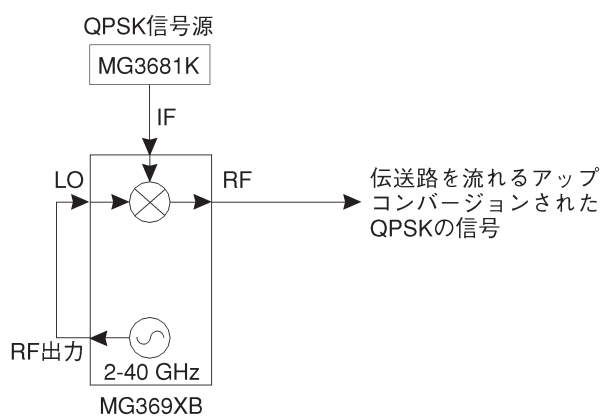 QPSK信号源
MG3681K
IF
LO
RF
伝送路を流れるアップ
コンバージョンされた
QPSKの信号
RF出力
2-40 GHz
MG369XB